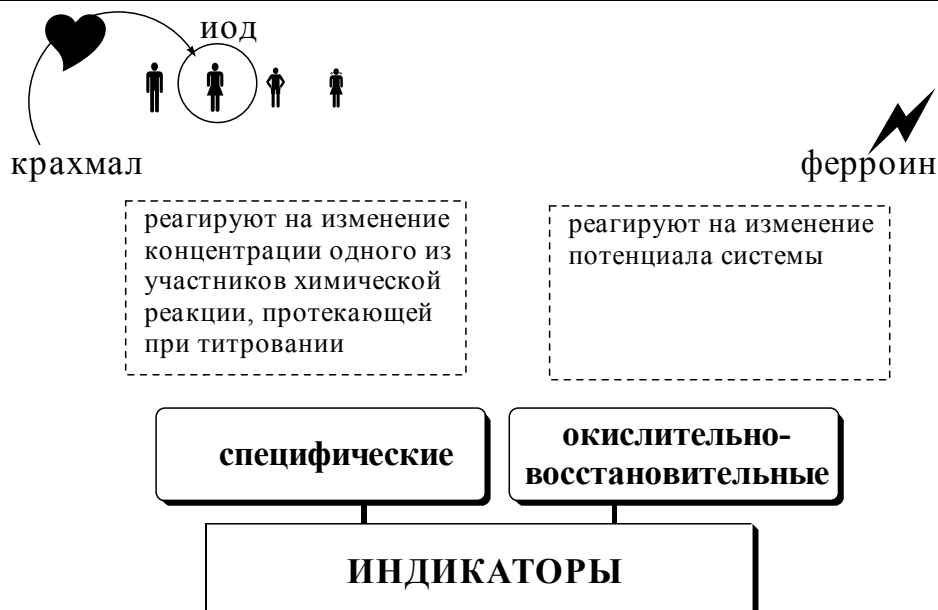 иод
крахмал
ферроин
реагируют на изменение
концентрации одного из
участников химической
реакции, протекающей
при титровании
реагируют на изменение
потенциала системы
специфические
окислительно-
восстановительные
ИНДИКАТОРЫ